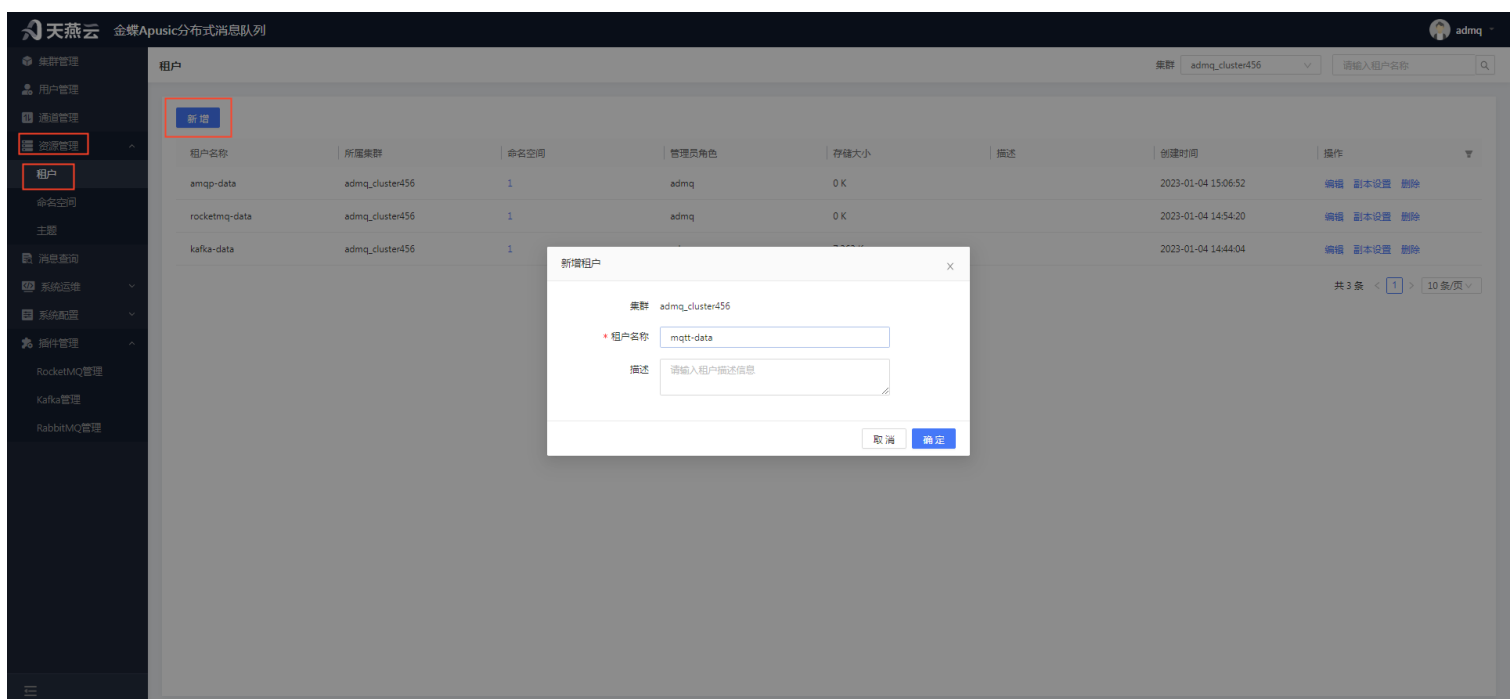 天燕云 金蝶Apusic分布式消息队列 admq
集群管理
用户管理
通道管理
资源管理
租户
命名空间
主题
消息查询
系统运维
系统配置
插件管理
RocketMQ管理
Kafka管理
RabbitMQ管理
租户 集群 admq_cluster456 请输入租户名称
新增
租户名称 所属集群 命名空间 管理员角色 存储大小 描述 创建时间 操作
amqp-data admq_cluster456 1 admq 0 K 2023-01-04 15:06:52 编辑 副本设置 删除
rocketmq-data admq_cluster456 1 admq 0 K 2023-01-04 14:54:20 编辑 副本设置 删除
kafka-data admq_cluster456 1 2023-01-04 14:44:04 编辑 副本设置 删除
共 3 条 < 1 > 10 条/页
新增租户
集群 admq_cluster456
* 租户名称 mqtt-data
描述 请输入租户描述信息
取消 确定